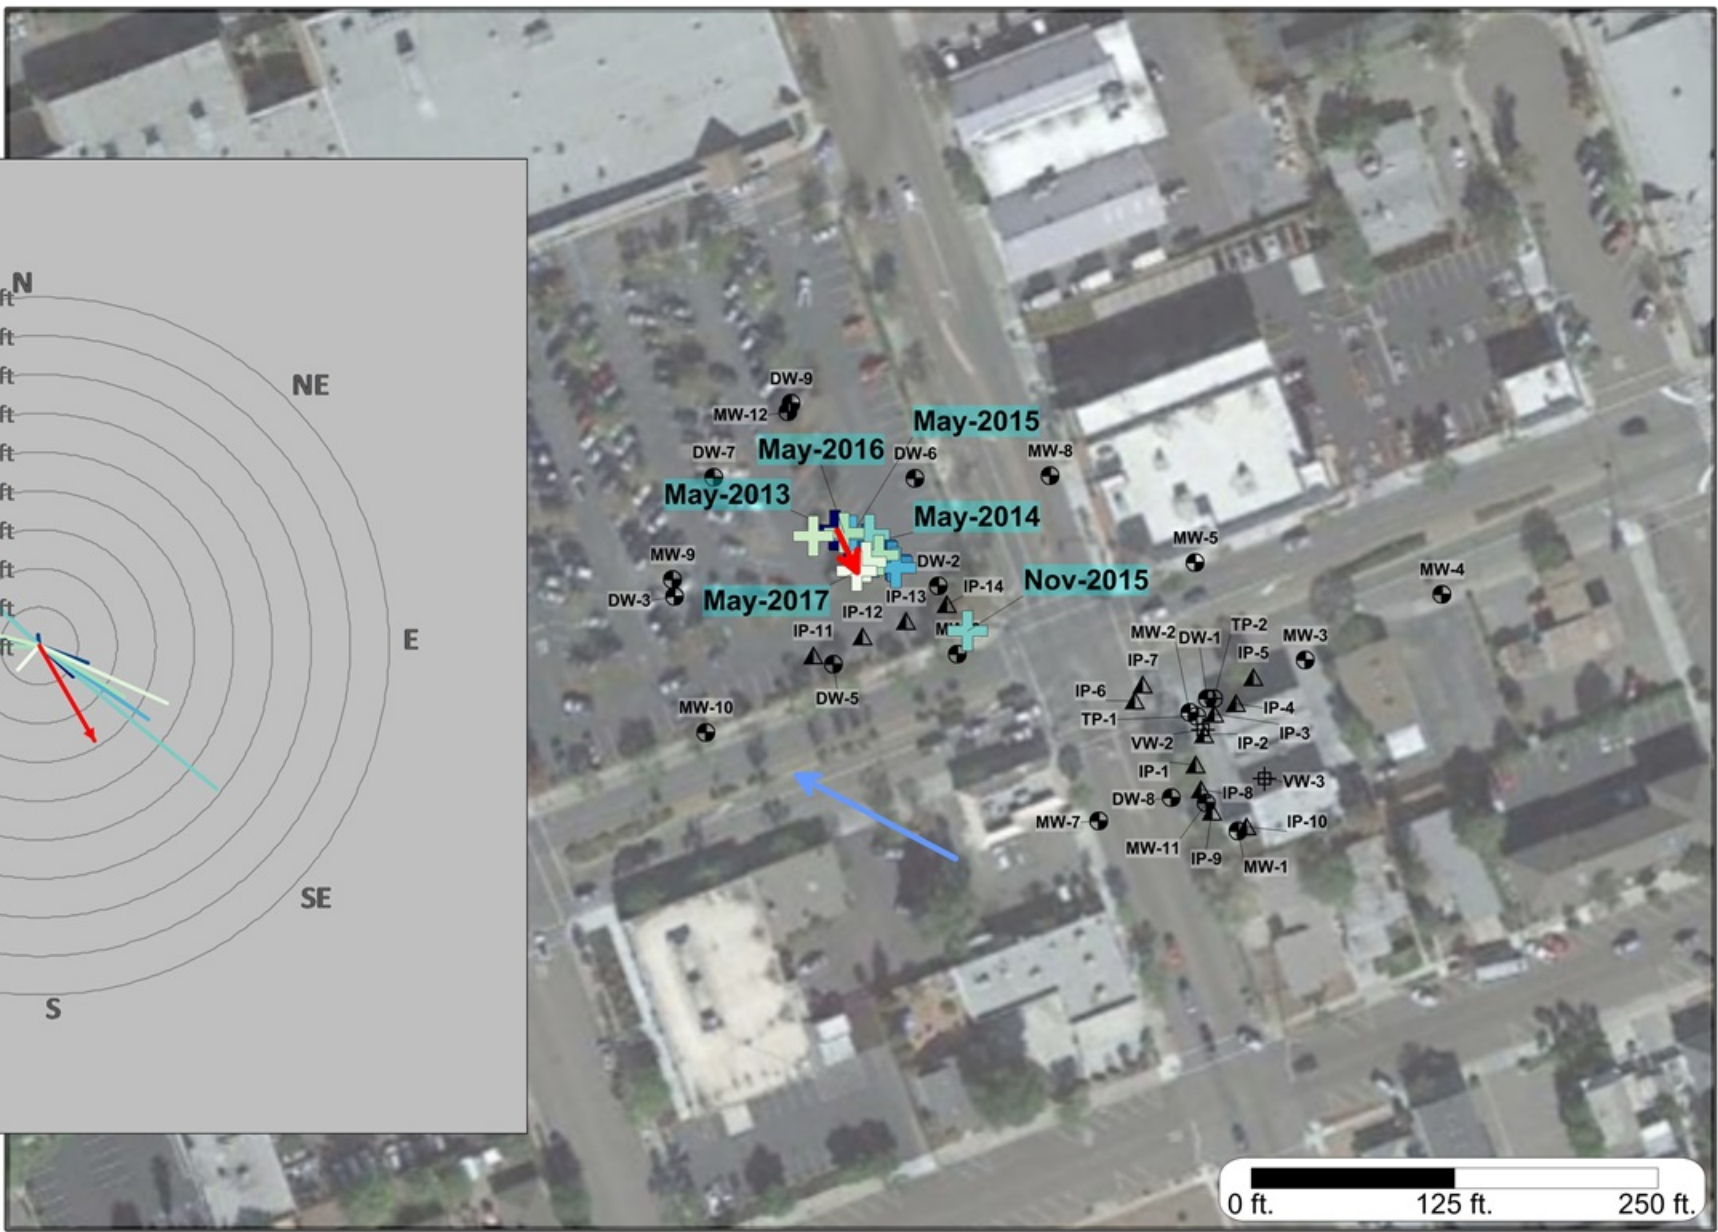 N
ft
ft
NE
ft
ft
ft
ft
ft
ft
ft
ft
E
SE
S
DW-9
MW-12
May-2015
May-2016
DW-7
DW-6
MW-8
May-2013
May-2014
MW-5
MW-9
DW-2
MW-4
DW-3
IP-14
Nov-2015
May-2017
IP-13
IP-12
IP-11
MW-2
DW-1
TP-2
MW-3
IP-7
IP-5
IP-6
DW-5
MW-10
TP-1
IP-4
IP-3
VW-2
IP-2
IP-1
VW-3
DW-8
IP-8
MW-7
IP-10
MW-11
IP-9
MW-1
0 ft.
125 ft.
250 ft.